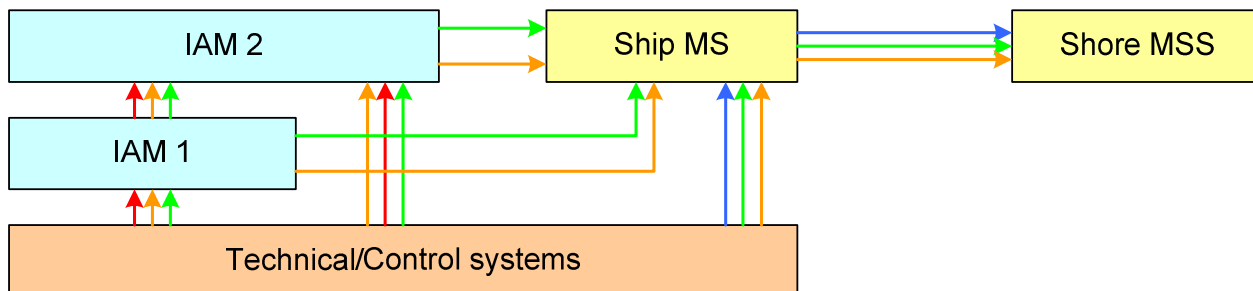 IAM 2
Ship MS
Shore MSS
IAM 1
Technical/Control systems